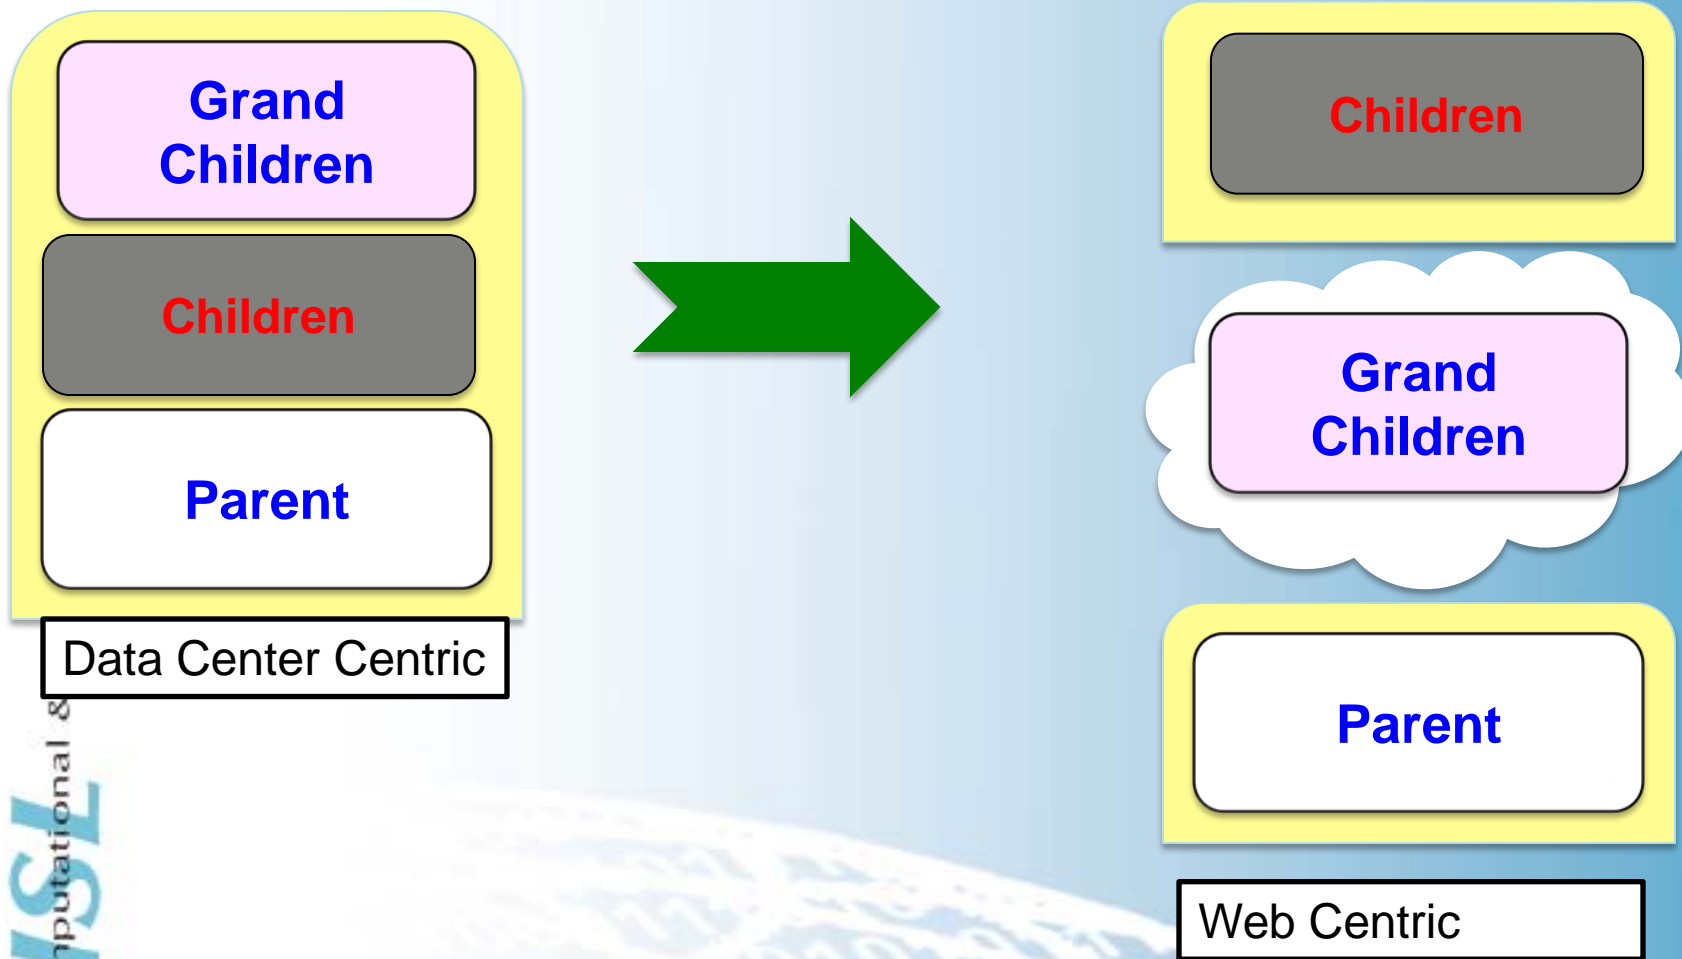 Grand
Children
Children
Parent
Data Center Centric
Children
Grand
Children
Parent
Web Centric